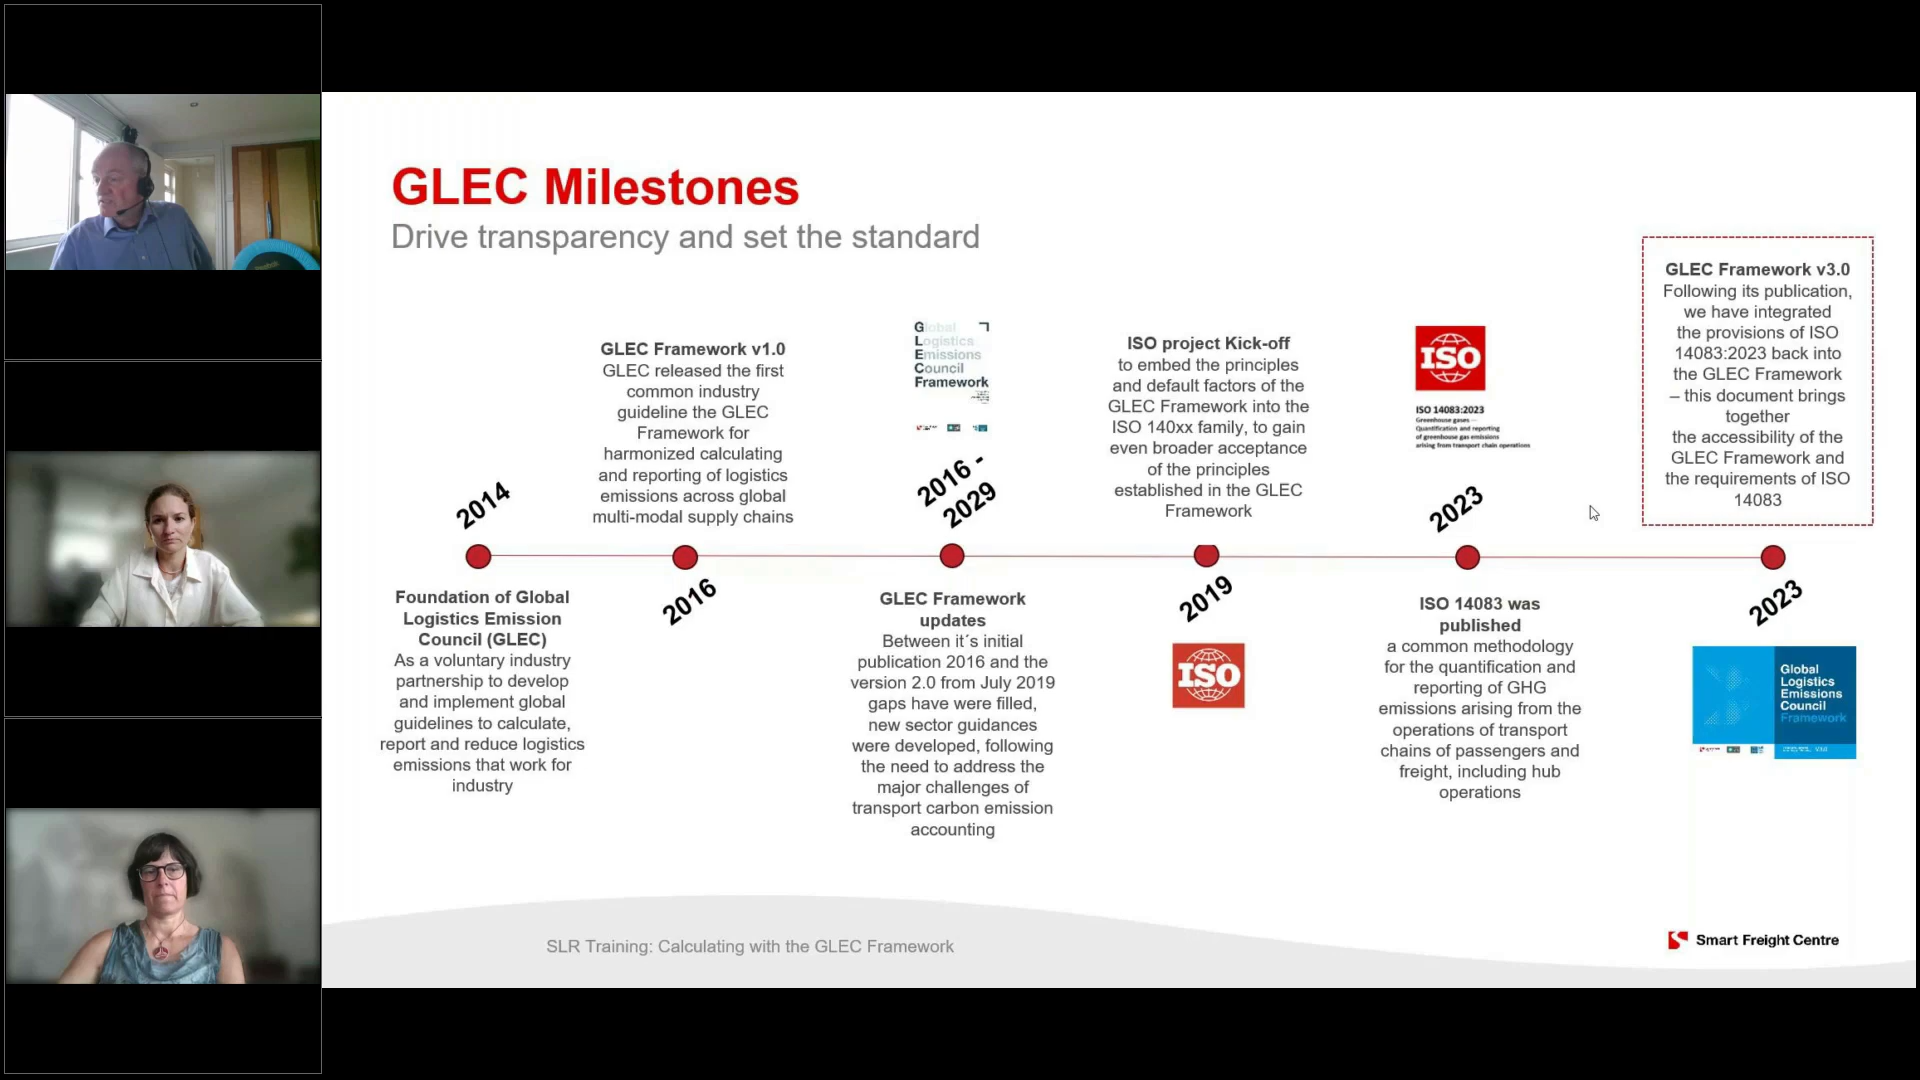 GLEC Milestones
Drive transparency and set the standard
2014
Foundation of Global
Logistics Emission
Council (GLEC)
As a voluntary industry
partnership to develop
and implement global
guidelines to calculate,
report and reduce logistics
emissions that work for
industry
GLEC Framework v1.0
GLEC released the first
common industry
guideline the GLEC
Framework for
harmonized calculating
and reporting of logistics
emissions across global
multi-modal supply chains
2016
Global
Logistics
Emissions
Council
Framework
2016 -
2029
GLEC Framework
updates
Between it´s initial
publication 2016 and the
version 2.0 from July 2019
gaps have were filled,
new sector guidances
were developed, following
the need to address the
major challenges of
transport carbon emission
accounting
ISO project Kick-off
to embed the principles
and default factors of the
GLEC Framework into the
ISO 140xx family, to gain
even broader acceptance
of the principles
established in the GLEC
Framework
2019
ISO
ISO
ISO 14083:2023
Greenhouse gases —
Quantification and reporting
of greenhouse gas emissions
arising from transport chain operations
2023
ISO 14083 was
published
a common methodology
for the quantification and
reporting of GHG
emissions arising from the
operations of transport
chains of passengers and
freight, including hub
operations
GLEC Framework v3.0
Following its publication,
we have integrated
the provisions of ISO
14083:2023 back into
the GLEC Framework
– this document brings
together
the accessibility of the
GLEC Framework and
the requirements of ISO
14083
2023
Global
Logistics
Emissions
Council
Framework
SLR Training: Calculating with the GLEC Framework
Smart Freight Centre